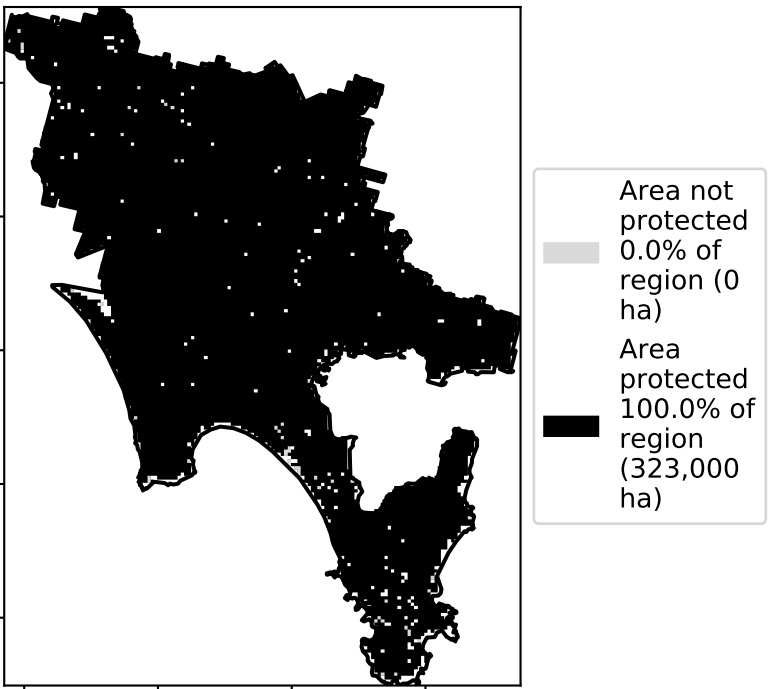 Area not
protected
0.0% of
region (0
ha)
Area
protected
100.0% of
region
(323,000
ha)